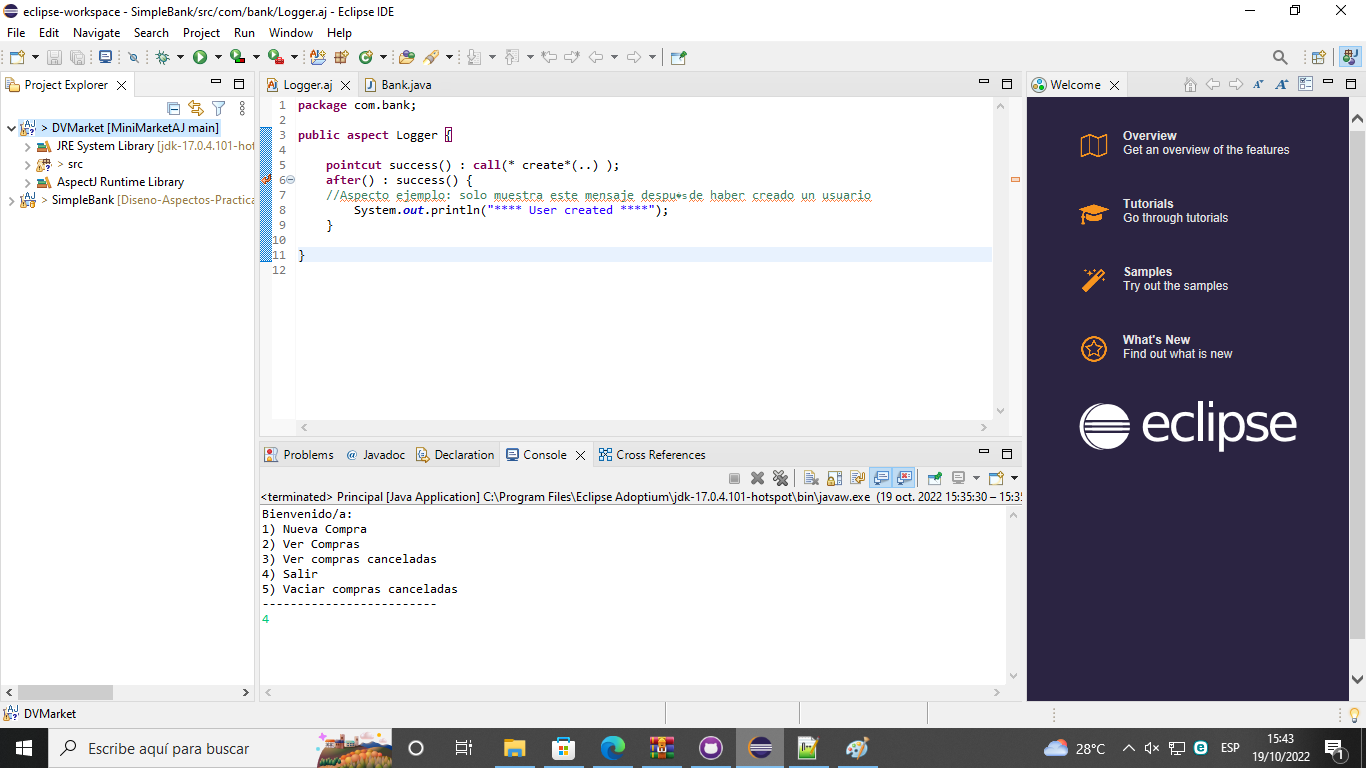 eclipse-workspace - SimpleBank/src/com/bank/Logger.aj - Eclipse IDE
File Edit Navigate Search Project Run Window Help
Project Explorer
> DVMarket [MiniMarketAJ main]
JRE System Library [jdk-17.0.4.101-hot
> src
AspectJ Runtime Library
> SimpleBank [Diseno-Aspectos-Practica
Logger.aj Bank.java
1 package com.bank;
2
3 public aspect Logger {
4
5 pointcut success() : call(* create*(..) );
6 after() : success() {
7 //Aspecto ejemplo: solo muestra este mensaje despu�sde haber creado un usuario
8 System.out.println("**** User created ****");
9 }
10
11 }
12
Problems @ Javadoc Declaration Console Cross References
<terminated> Principal [Java Application] C:\Program Files\Eclipse Adoptium\jdk-17.0.4.101-hotspot\bin\javaw.exe (19 oct. 2022 15:35:30 – 15:35
Bienvenido/a:
1) Nueva Compra
2) Ver Compras
3) Ver compras canceladas
4) Salir
5) Vaciar compras canceladas
-------------------------
4
Welcome
Overview
Get an overview of the features
Tutorials
Go through tutorials
Samples
Try out the samples
What's New
Find out what is new
eclipse
DVMarket
Escribe aquí para buscar
28°C
ESP
15:43
19/10/2022
1